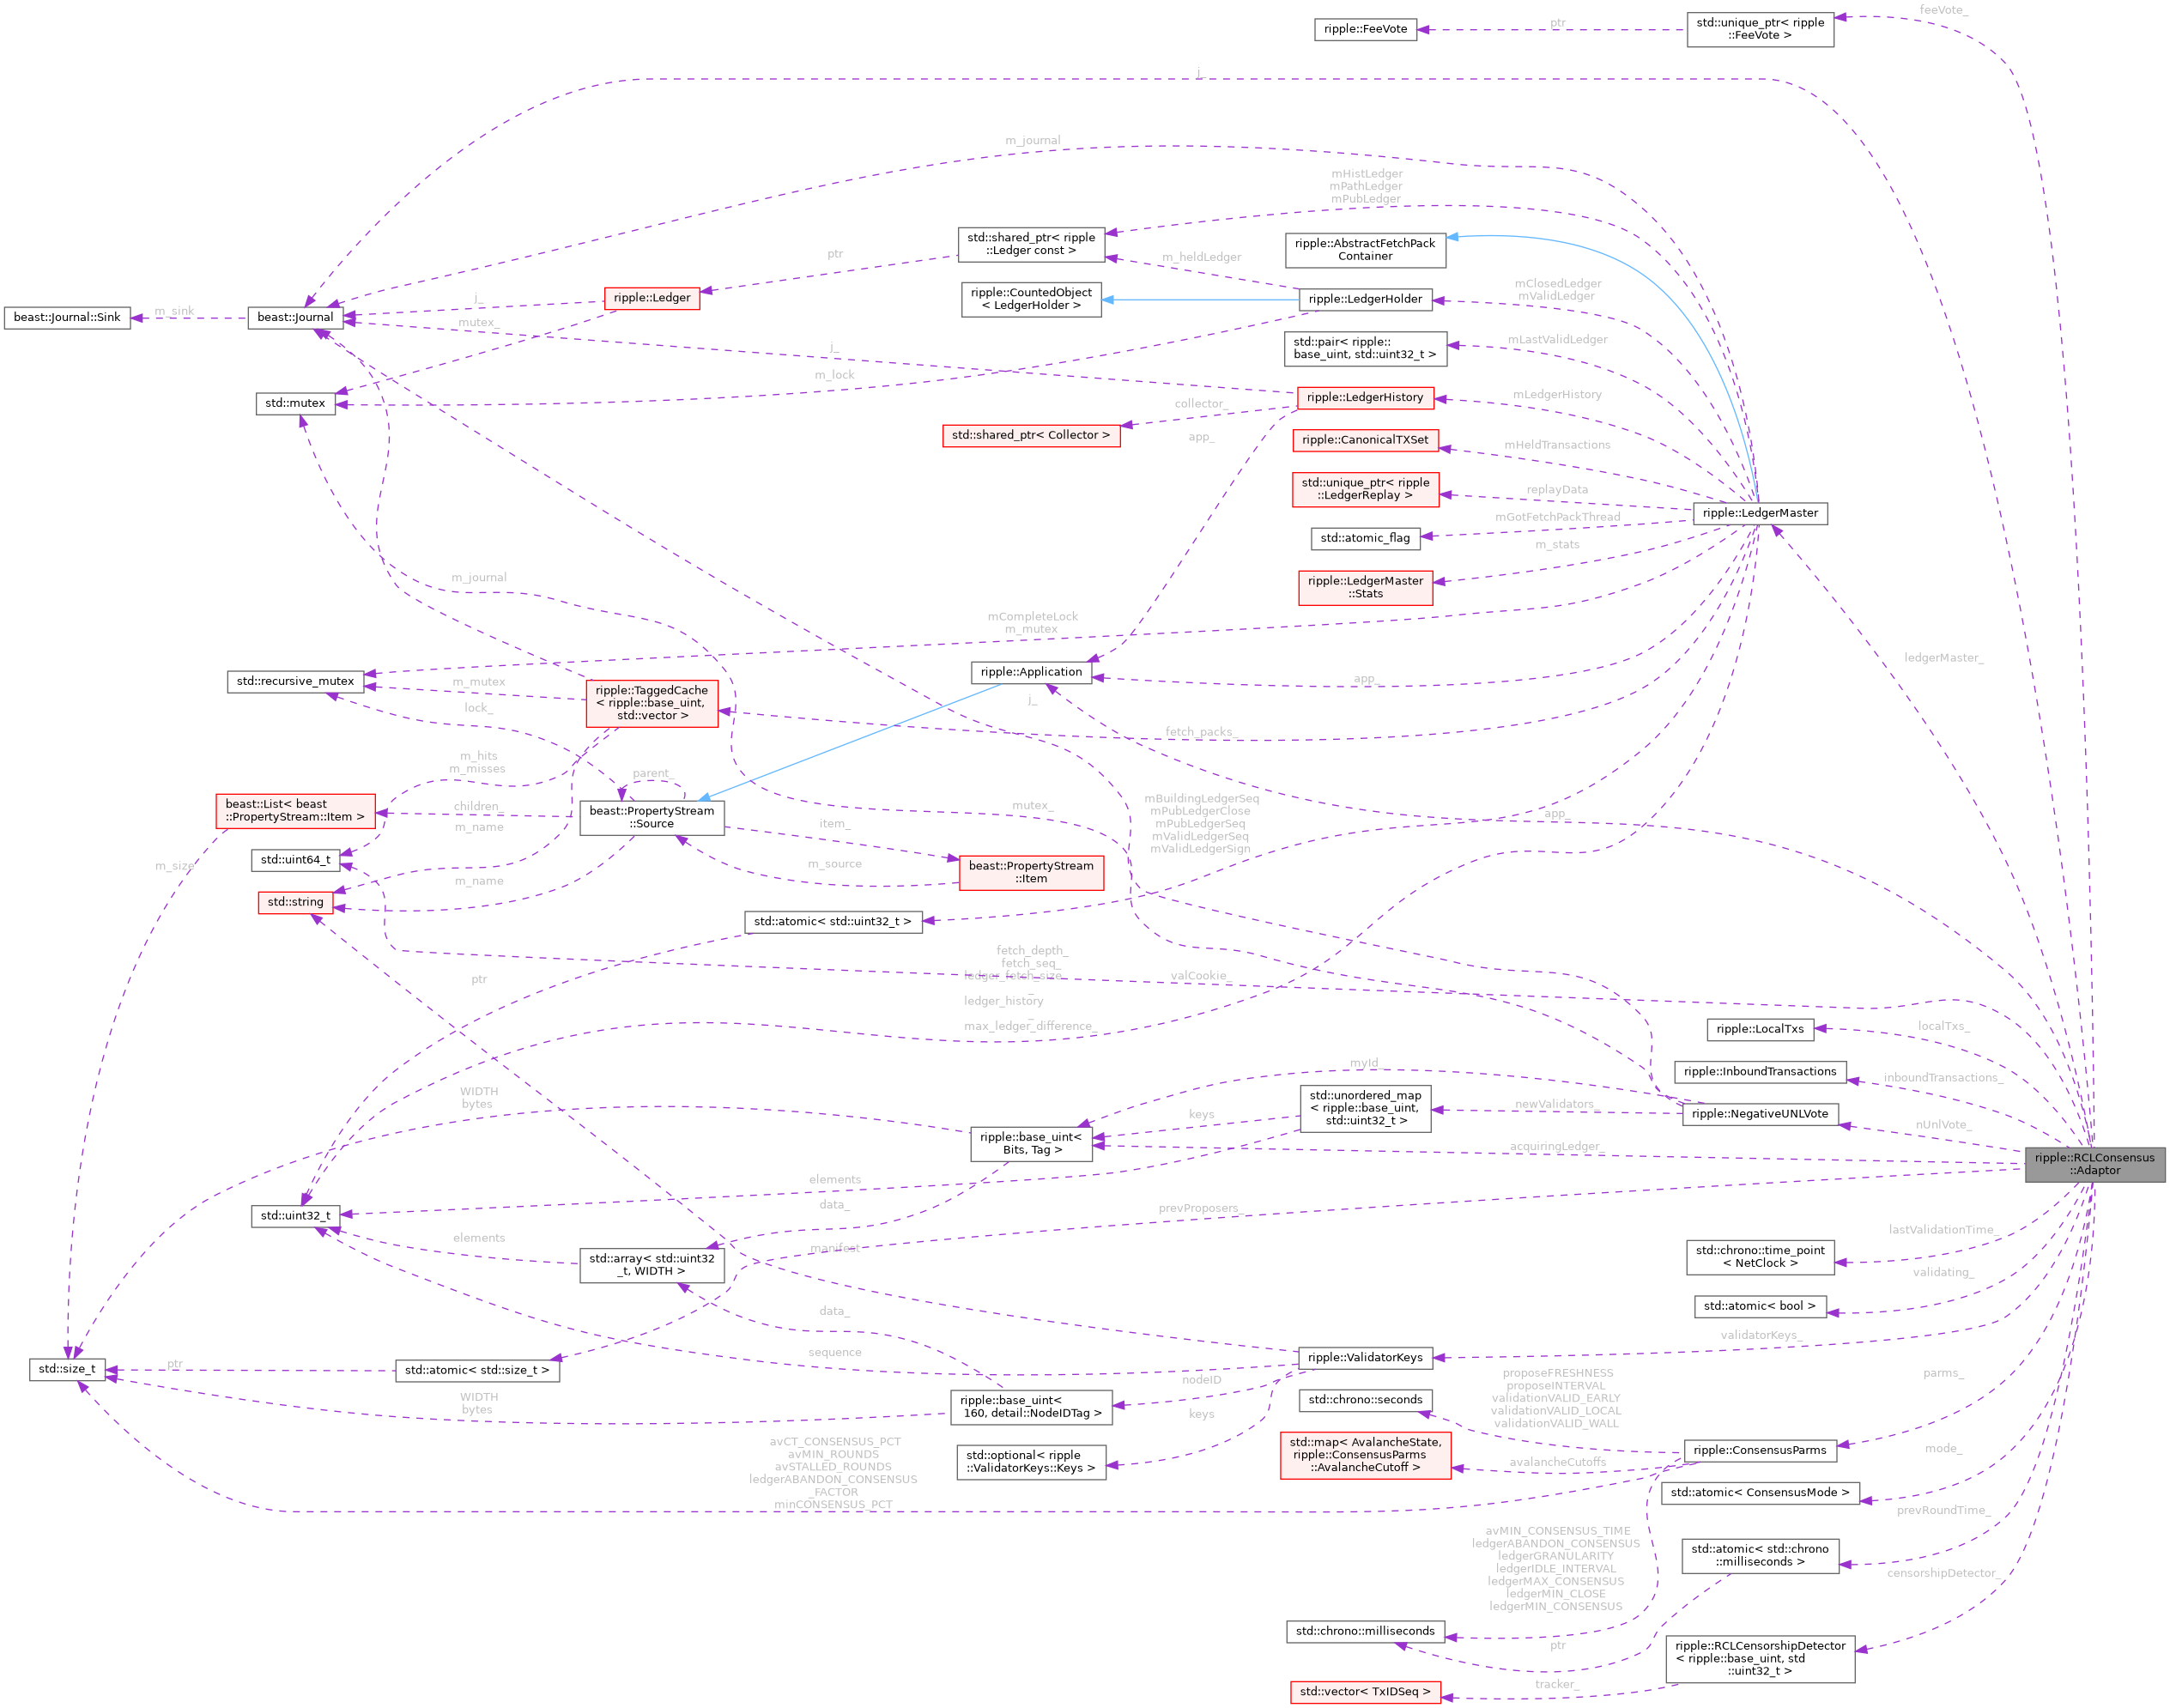 feeVote_
ripple::FeeVote
ptr
std::unique_ptr< ripple
::FeeVote >
j_
m_journal
mHistLedger
mPathLedger
mPubLedger
std::shared_ptr< ripple
::Ledger const >
ripple::AbstractFetchPack
Container
ptr
m_heldLedger
ripple::Ledger
ripple::CountedObject
< LedgerHolder >
ripple::LedgerHolder
mClosedLedger
mValidLedger
beast::Journal::Sink
m_sink
beast::Journal
j_
mutex_
std::pair< ripple::
base_uint, std::uint32_t >
mLastValidLedger
j_
m_lock
std::mutex
collector_
ripple::LedgerHistory
mLedgerHistory
std::shared_ptr< Collector >
app_
ripple::CanonicalTXSet
mHeldTransactions
std::unique_ptr< ripple
::LedgerReplay >
replayData
ripple::LedgerMaster
mGotFetchPackThread
std::atomic_flag
m_stats
m_journal
ripple::LedgerMaster
::Stats
mCompleteLock
m_mutex
ledgerMaster_
std::recursive_mutex
m_mutex
ripple::TaggedCache
< ripple::base_uint,
std::vector >
ripple::Application
app_
lock_
j_
fetch_packs_
m_hits
m_misses
parent_
beast::List< beast
::PropertyStream::Item >
children_
beast::PropertyStream
::Source
mutex_
mBuildingLedgerSeq
mPubLedgerClose
mPubLedgerSeq
mValidLedgerSeq
mValidLedgerSign
app_
m_name
item_
std::uint64_t
m_size
m_source
beast::PropertyStream
::Item
m_name
std::string
std::atomic< std::uint32_t >
ptr
fetch_depth_
fetch_seq_
ledger_fetch_size
_
ledger_history
_
max_ledger_difference_
valCookie_
ripple::LocalTxs
localTxs_
ripple::InboundTransactions
inboundTransactions_
myId_
WIDTH
bytes
keys
std::unordered_map
< ripple::base_uint,
std::uint32_t >
newValidators_
ripple::NegativeUNLVote
nUnlVote_
ripple::base_uint<
Bits, Tag >
acquiringLedger_
ripple::RCLConsensus
::Adaptor
elements
data_
std::uint32_t
prevProposers_
elements
std::array< std::uint32
_t, WIDTH >
manifest
lastValidationTime_
std::chrono::time_point
< NetClock >
validating_
std::atomic< bool >
data_
validatorKeys_
sequence
ripple::ValidatorKeys
std::size_t
ptr
std::atomic< std::size_t >
nodeID
WIDTH
bytes
ripple::base_uint<
160, detail::NodeIDTag >
keys
std::chrono::seconds
proposeFRESHNESS
proposeINTERVAL
validationVALID_EARLY
validationVALID_LOCAL
validationVALID_WALL
parms_
avCT_CONSENSUS_PCT
avMIN_ROUNDS
avSTALLED_ROUNDS
ledgerABANDON_CONSENSUS
_FACTOR
minCONSENSUS_PCT
std::optional< ripple
::ValidatorKeys::Keys >
std::map< AvalancheState,
ripple::ConsensusParms
::AvalancheCutoff >
avalancheCutoffs
ripple::ConsensusParms
mode_
std::atomic< ConsensusMode >
prevRoundTime_
avMIN_CONSENSUS_TIME
ledgerABANDON_CONSENSUS
ledgerGRANULARITY
ledgerIDLE_INTERVAL
ledgerMAX_CONSENSUS
ledgerMIN_CLOSE
ledgerMIN_CONSENSUS
std::atomic< std::chrono
::milliseconds >
censorshipDetector_
std::chrono::milliseconds
ptr
ripple::RCLCensorshipDetector
< ripple::base_uint, std
::uint32_t >
std::vector< TxIDSeq >
tracker_